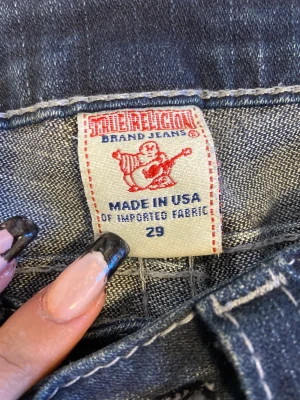 TRUE RELIGION®
BRAND JEANS
MADE IN USA
OF IMPORTED FABRIC
29